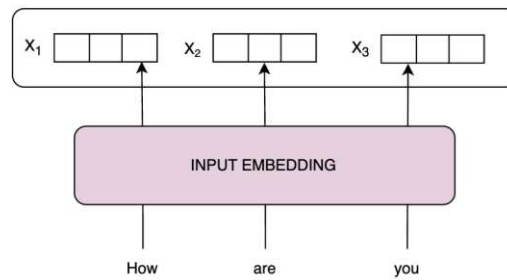 X₁ X₂ X₃
INPUT EMBEDDING
How are you